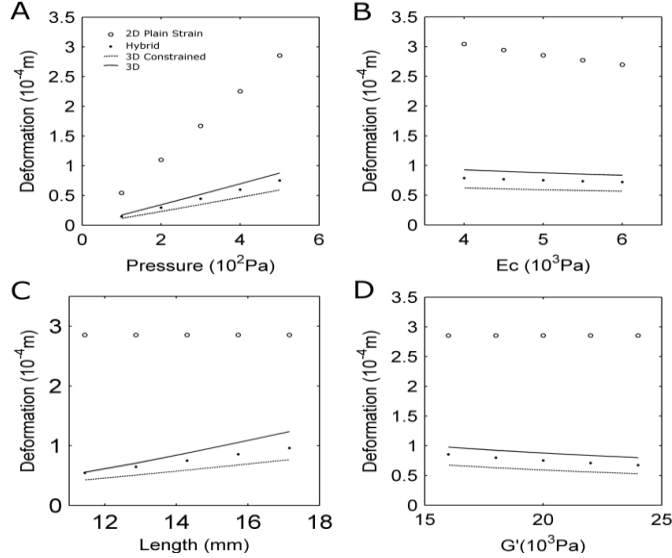 A
2D Plain Strain
Hybrid
3D Constrained
3D
Deformation (10⁻⁴m)
3.5
3
2.5
2
1.5
1
0.5
0
0 2 4 6
Pressure (10²Pa)
B
Deformation (10⁻⁴m)
3.5
3
2.5
2
1.5
1
0.5
0
4 5 6
Ec (10³Pa)
C
Deformation (10⁻⁴m)
3
2
1
0
12 14 16 18
Length (mm)
D
Deformation (10⁻⁴m)
3.5
3
2.5
2
1.5
1
0.5
0
15 20 25
G'(10³Pa)